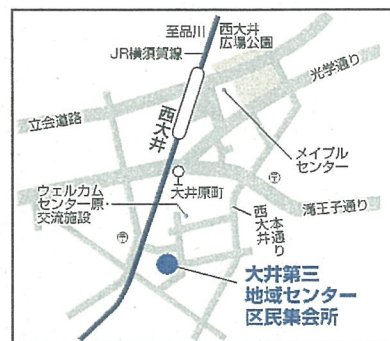 至品川
西大井
広場公園
JR横須賀線
光学通り
立会道路
西大井
メイプル
センター
〒
大井原町
ウェルカム
センター原・
交流施設
滝王子通り
西大井
本通り
〒
大井第三
地域センター
区民集会所